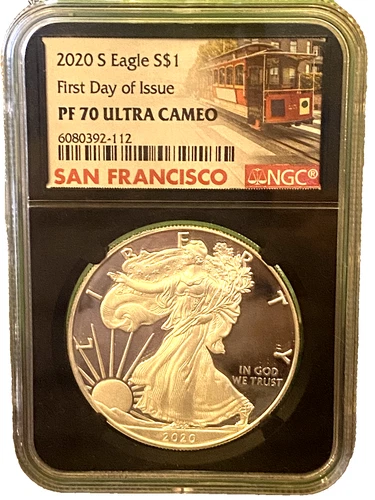 2020 S Eagle S$1
First Day of Issue
PF 70 ULTRA CAMEO
6080392-112
SAN FRANCISCO
NGC®
LIBERTY
IN GOD
WE TRUST
2020